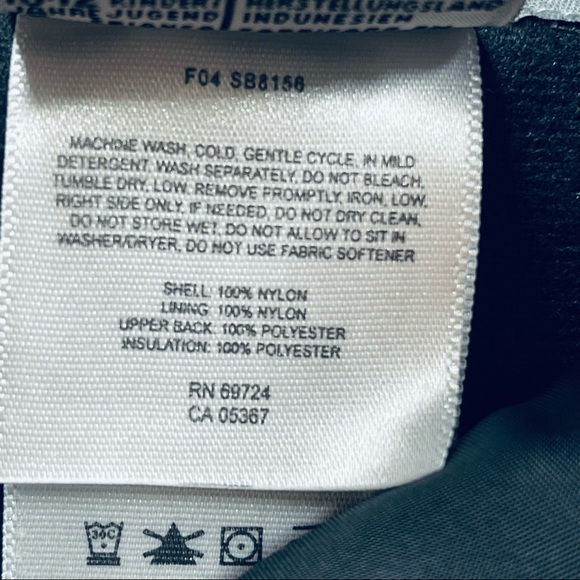 KINDER/ HERSTELLUNGSLAND
JUGEND INDUNESIEN
F04 SB8156
MACHINE WASH, COLD, GENTLE CYCLE, IN MILD
DETERGENT, WASH SEPARATELY, DO NOT BLEACH,
TUMBLE DRY, LOW, REMOVE PROMPTLY, IRON, LOW,
RIGHT SIDE ONLY, IF NEEDED, DO NOT DRY CLEAN,
DO NOT STORE WET, DO NOT ALLOW TO SIT IN
WASHER/DRYER, DO NOT USE FABRIC SOFTENER
SHELL: 100% NYLON
LINING: 100% NYLON
UPPER BACK: 100% POLYESTER
INSULATION: 100% POLYESTER
RN 69724
CA 05367
30C